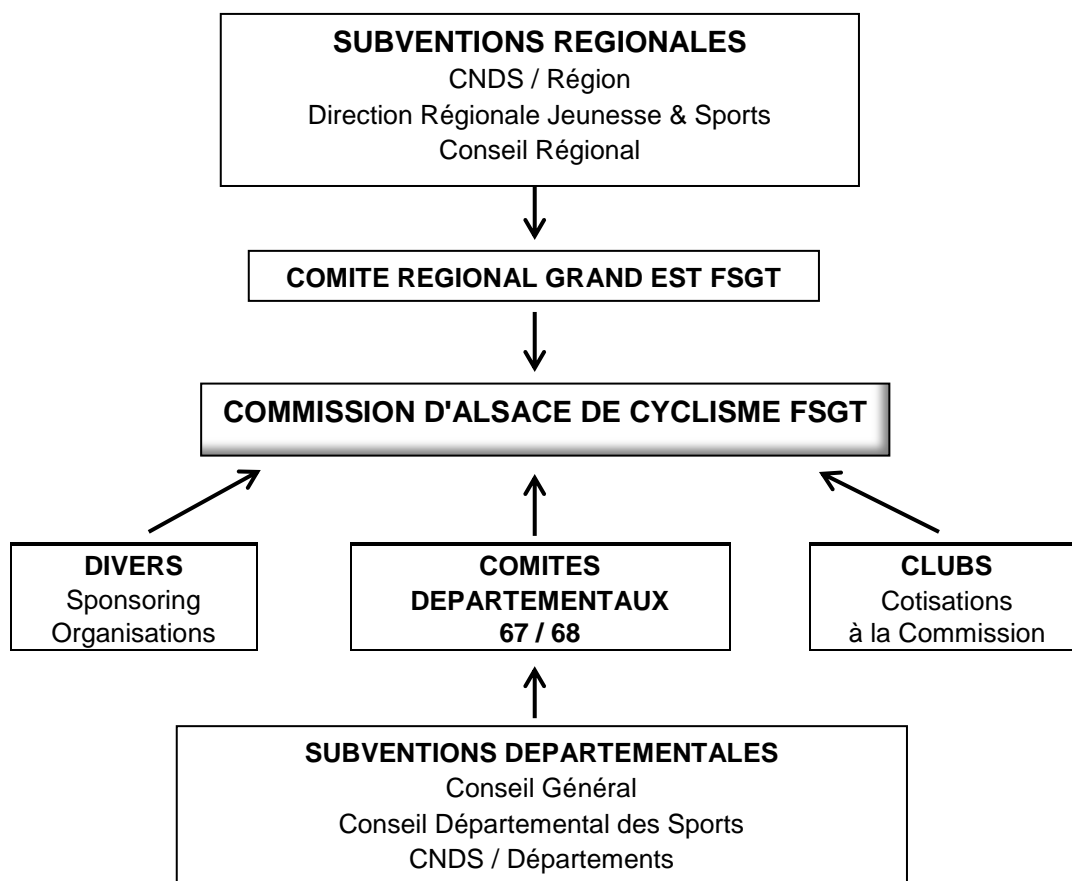 SUBVENTIONS REGIONALES
CNDS / Région
Direction Régionale Jeunesse & Sports
Conseil Régional
COMITE REGIONAL GRAND EST FSGT
COMMISSION D'ALSACE DE CYCLISME FSGT
DIVERS
Sponsoring
Organisations
COMITES
DEPARTEMENTAUX
67 / 68
CLUBS
Cotisations
à la Commission
SUBVENTIONS DEPARTEMENTALES
Conseil Général
Conseil Départemental des Sports
CNDS / Départements